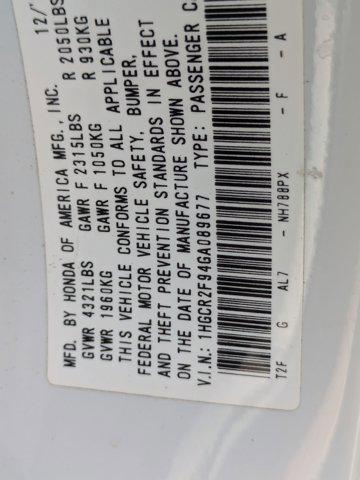 MFD. BY HONDA OF AMERICA MFG., INC. 12/
GVWR 4321LBS GAWR F 2315LBS R 2050LBS
GVWR 1960KG GAWR F 1050KG R 930KG
THIS VEHICLE CONFORMS TO ALL APPLICABLE
FEDERAL MOTOR VEHICLE SAFETY, BUMPER,
AND THEFT PREVENTION STANDARDS IN EFFECT
ON THE DATE OF MANUFACTURE SHOWN ABOVE.
V.I.N.: 1HGCR2F94GA089677 TYPE: PASSENGER C
T2F G AL7 - NH788PX - F - A